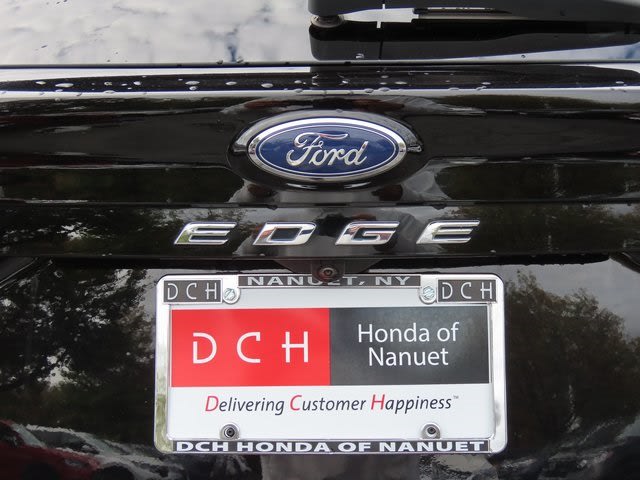 Ford
EDGE
NANUET, NY
DCH DCH
DCH
Honda of
Nanuet
Delivering Customer Happiness™
DCH HONDA OF NANUET